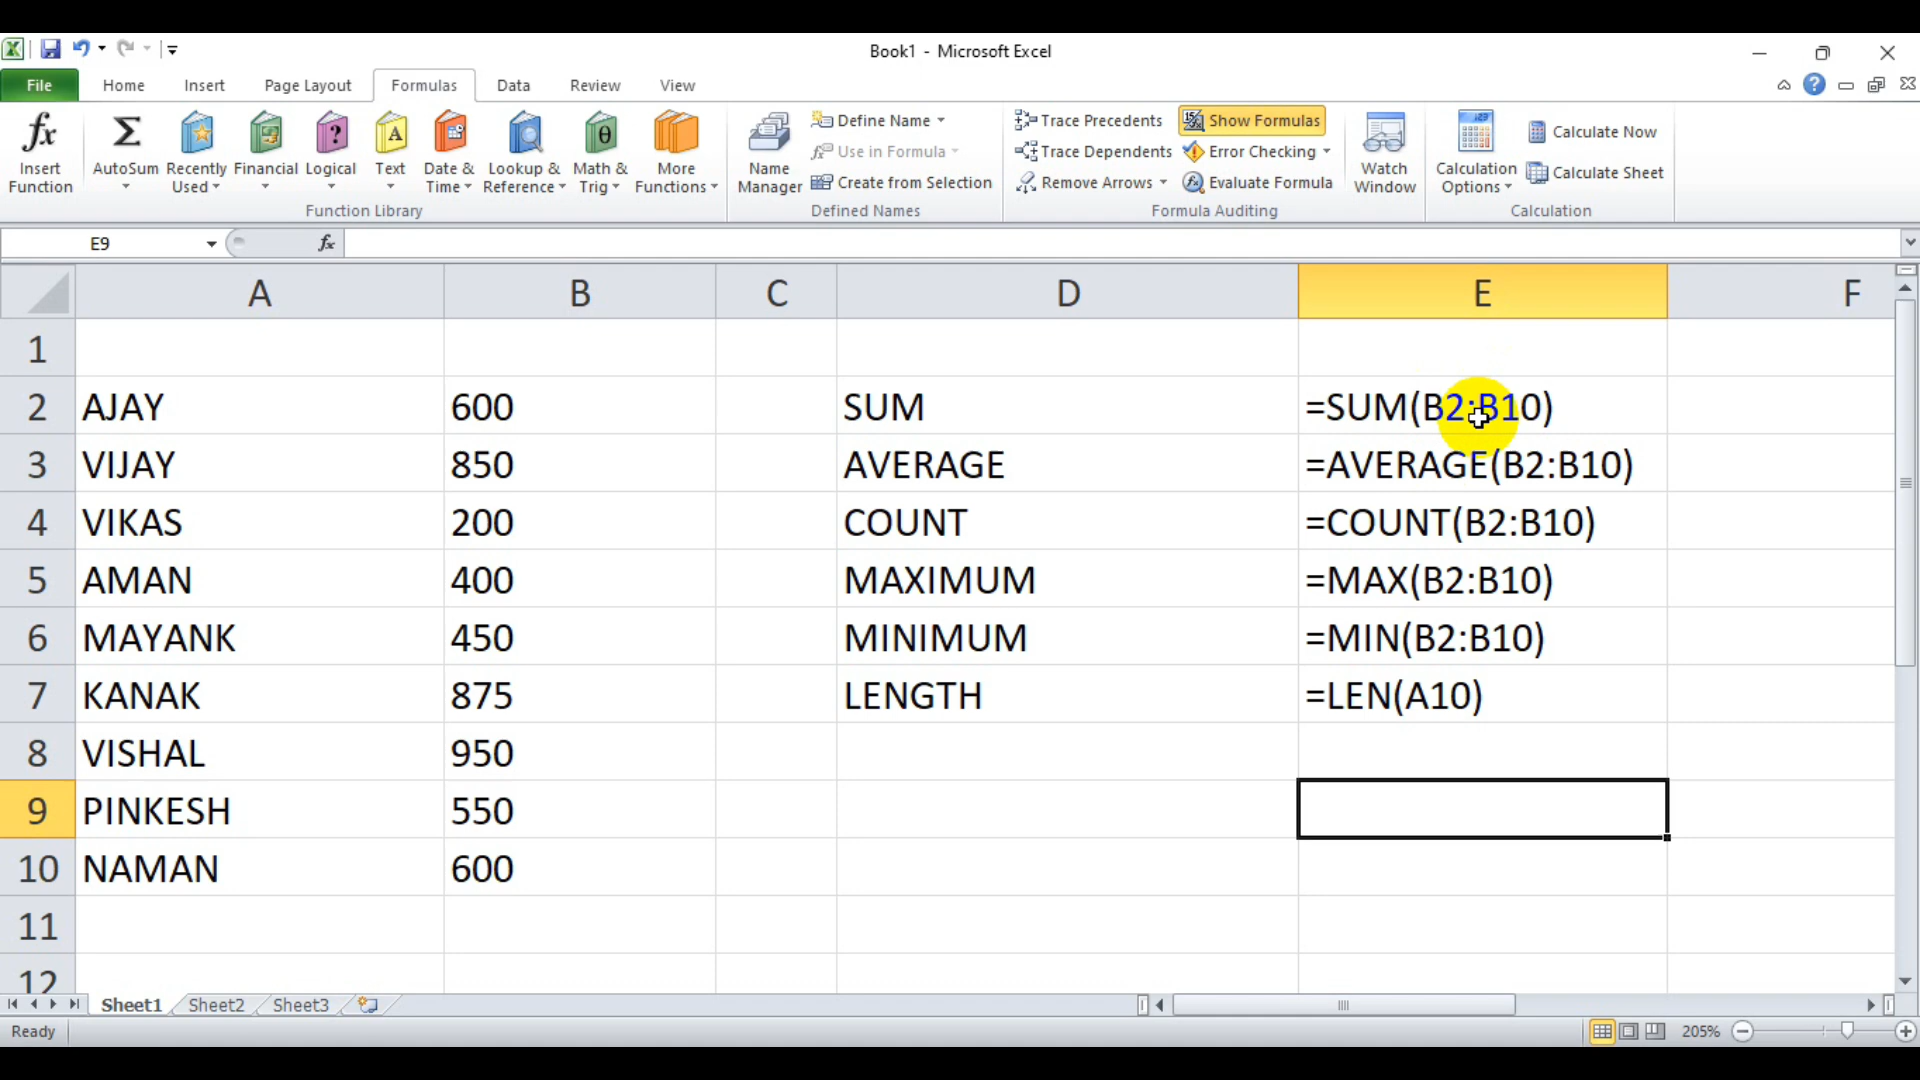 Book1 - Microsoft Excel
File Home Insert Page Layout Formulas Data Review View
Insert Function
AutoSum
Recently Used
Financial
Logical
Text
Date & Time
Lookup & Reference
Math & Trig
More Functions
Function Library
Name Manager
Define Name
Use in Formula
Create from Selection
Defined Names
Trace Precedents
Trace Dependents
Remove Arrows
Show Formulas
Error Checking
Evaluate Formula
Formula Auditing
Watch Window
Calculation Options
Calculate Now
Calculate Sheet
Calculation
E9 fx
A B C D E F
1
2 AJAY 600 SUM =SUM(B2:B10)
3 VIJAY 850 AVERAGE =AVERAGE(B2:B10)
4 VIKAS 200 COUNT =COUNT(B2:B10)
5 AMAN 400 MAXIMUM =MAX(B2:B10)
6 MAYANK 450 MINIMUM =MIN(B2:B10)
7 KANAK 875 LENGTH =LEN(A10)
8 VISHAL 950
9 PINKESH 550
10 NAMAN 600
11
12
Sheet1 Sheet2 Sheet3
Ready 205%